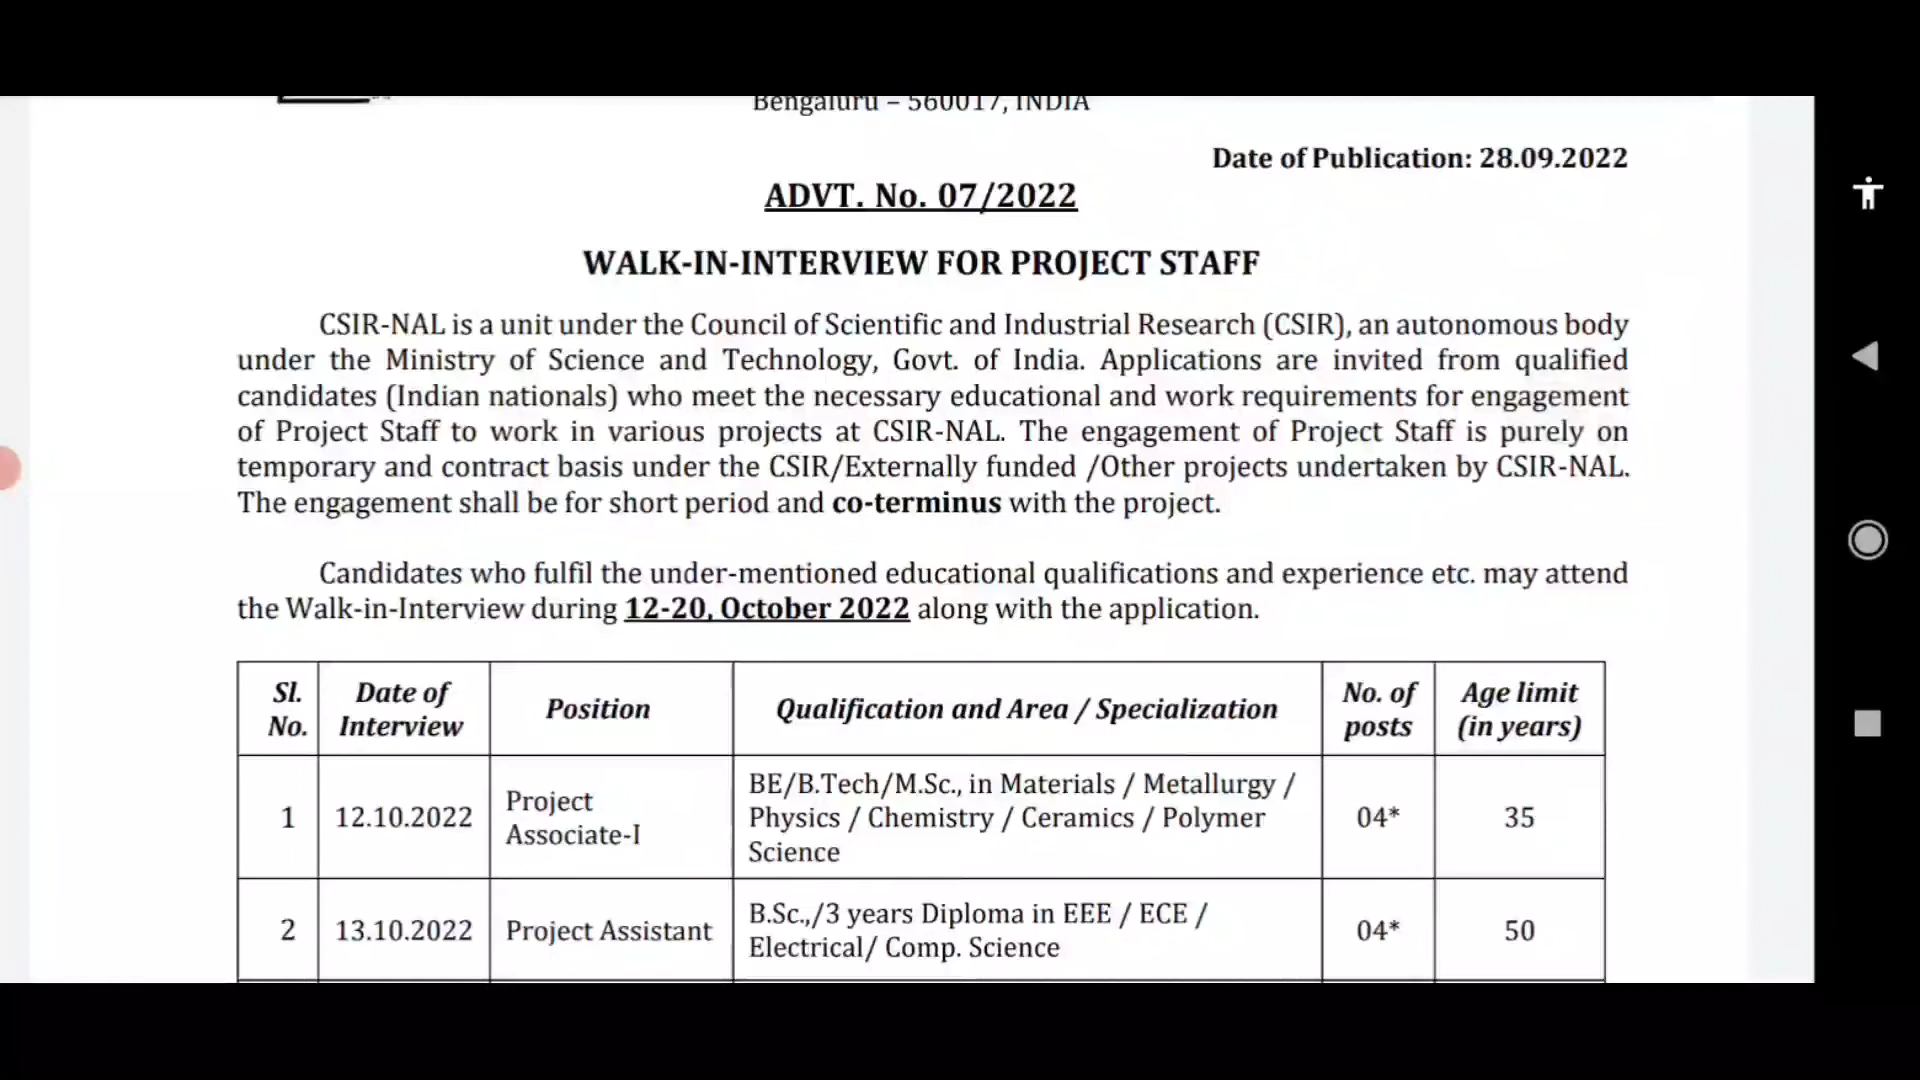 Bengaluru – 560017, INDIA
Date of Publication: 28.09.2022
ADVT. No. 07/2022
WALK-IN-INTERVIEW FOR PROJECT STAFF
CSIR-NAL is a unit under the Council of Scientific and Industrial Research (CSIR), an autonomous body
under the Ministry of Science and Technology, Govt. of India. Applications are invited from qualified
candidates (Indian nationals) who meet the necessary educational and work requirements for engagement
of Project Staff to work in various projects at CSIR-NAL. The engagement of Project Staff is purely on
temporary and contract basis under the CSIR/Externally funded /Other projects undertaken by CSIR-NAL.
The engagement shall be for short period and co-terminus with the project.
Candidates who fulfil the under-mentioned educational qualifications and experience etc. may attend
the Walk-in-Interview during 12-20, October 2022 along with the application.
Sl. No. Date of Interview Position Qualification and Area / Specialization No. of posts Age limit (in years)
1 12.10.2022 Project Associate-I BE/B.Tech/M.Sc., in Materials / Metallurgy /
Physics / Chemistry / Ceramics / Polymer
Science 04* 35
2 13.10.2022 Project Assistant B.Sc.,/3 years Diploma in EEE / ECE /
Electrical/ Comp. Science 04* 50